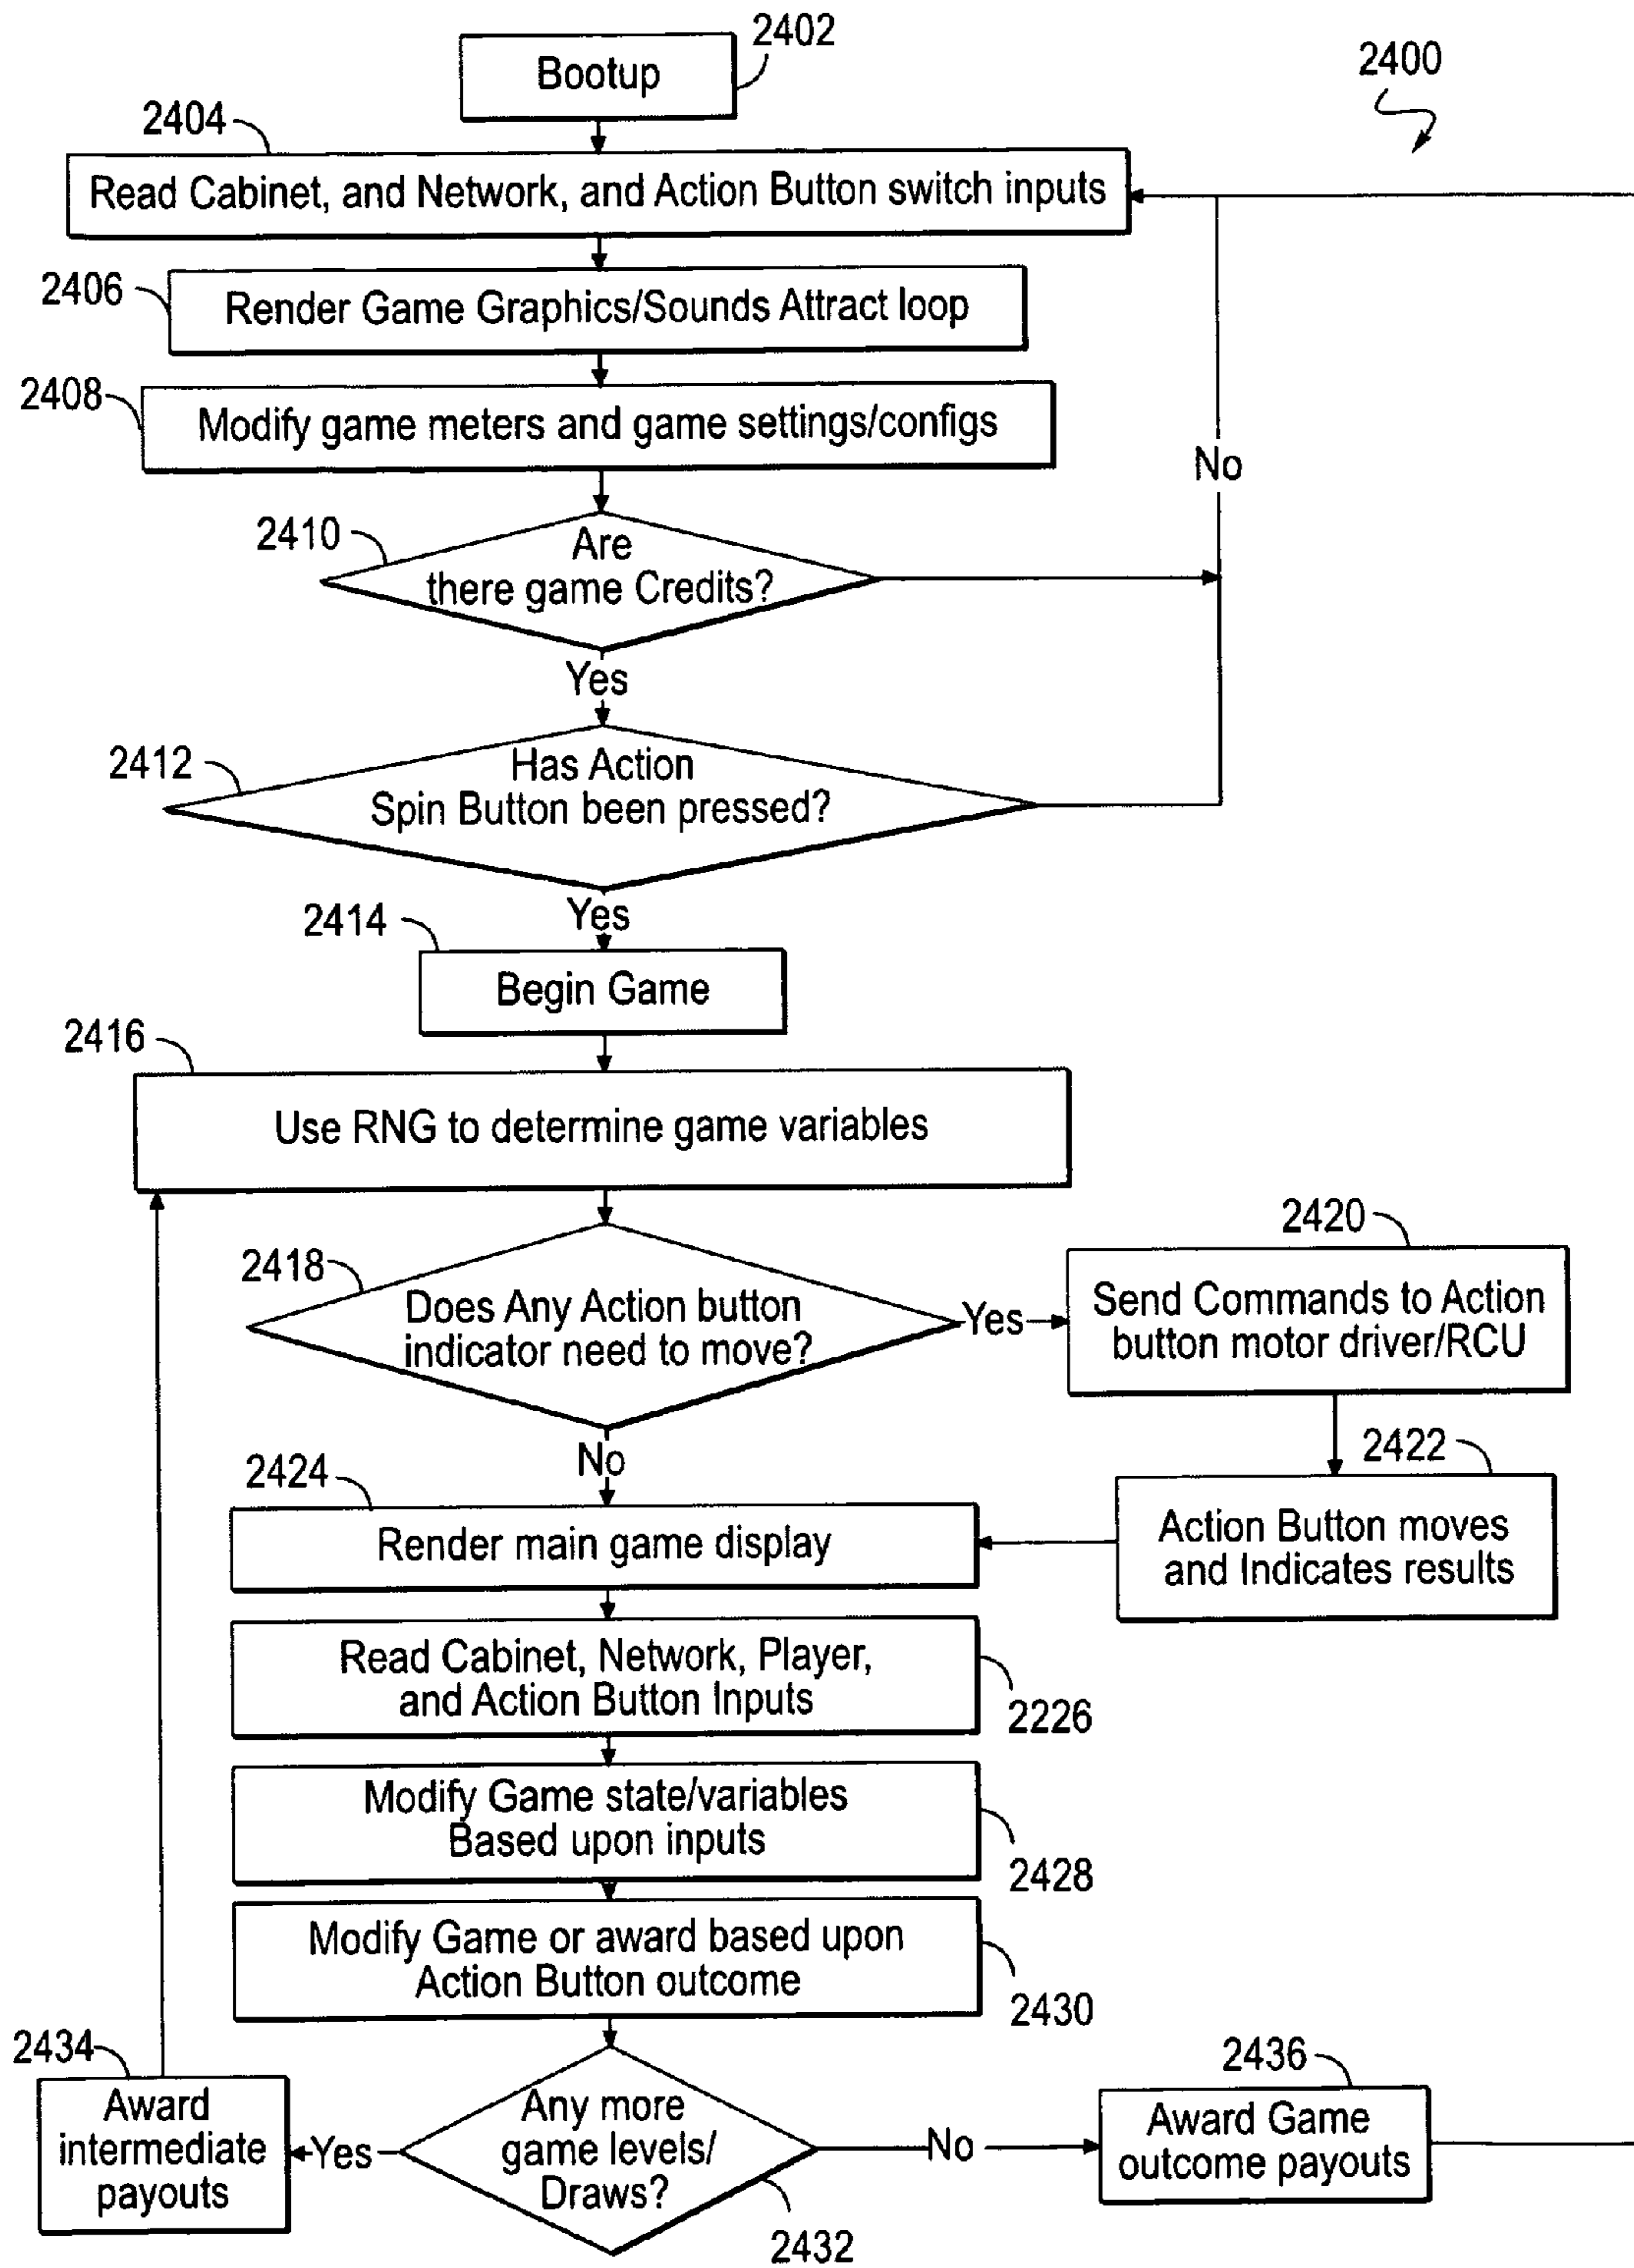 2402
Bootup
2400
2404
Read Cabinet, and Network, and Action Button switch inputs
2406
Render Game Graphics/Sounds Attract loop
2408
Modify game meters and game settings/configs
No
2410
Are
there game Credits?
Yes
2412
Has Action
Spin Button been pressed?
Yes
2414
Begin Game
2416
Use RNG to determine game variables
2418
Does Any Action button
indicator need to move?
Yes
2420
Send Commands to Action
button motor driver/RCU
2422
Action Button moves
and Indicates results
No
2424
Render main game display
Read Cabinet, Network, Player,
and Action Button Inputs
2226
Modify Game state/variables
Based upon inputs
2428
Modify Game or award based upon
Action Button outcome
2430
2434
Award
intermediate
payouts
Yes
Any more
game levels/
Draws?
2432
No
2436
Award Game
outcome payouts